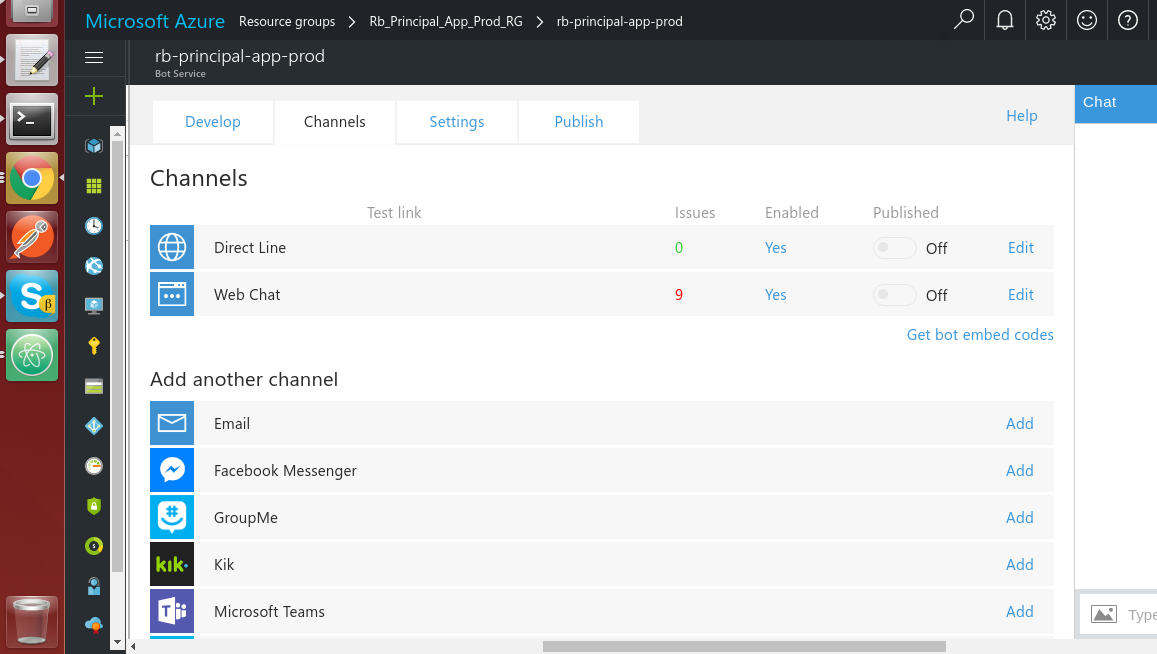 Microsoft Azure Resource groups > Rb_Principal_App_Prod_RG > rb-principal-app-prod
rb-principal-app-prod
Bot Service
Develop Channels Settings Publish Help
Chat
Channels
Test link Issues Enabled Published
Direct Line 0 Yes Off Edit
Web Chat 9 Yes Off Edit
Get bot embed codes
Add another channel
Email Add
Facebook Messenger Add
GroupMe Add
kik Kik Add
Microsoft Teams Add
Type